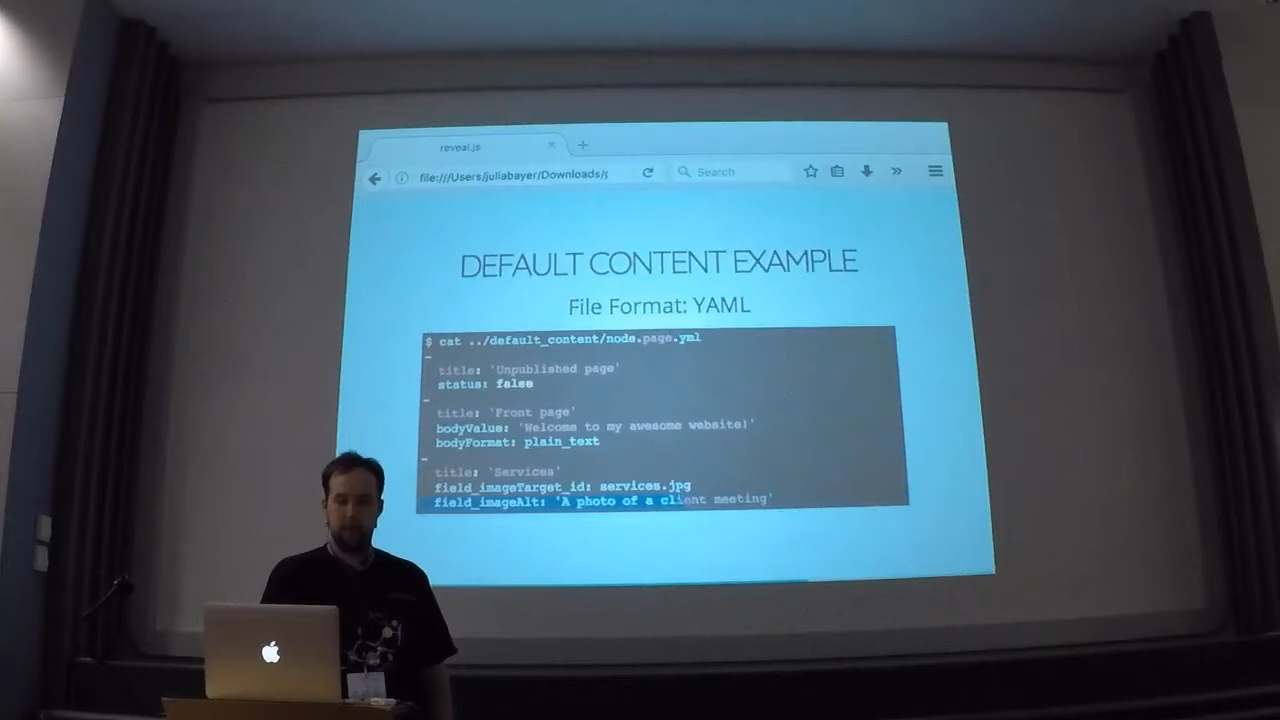 reveal.js
file:///Users/juliabayer/Downloads/
Search
DEFAULT CONTENT EXAMPLE
File Format: YAML
$ cat ../default_content/node.page.yml
—
title: 'Unpublished page'
status: false
—
title: 'Front page'
bodyValue: 'Welcome to my awesome website!'
bodyFormat: plain_text
—
title: 'Services'
field_imageTarget_id: services.jpg
field_imageAlt: 'A photo of a client meeting'